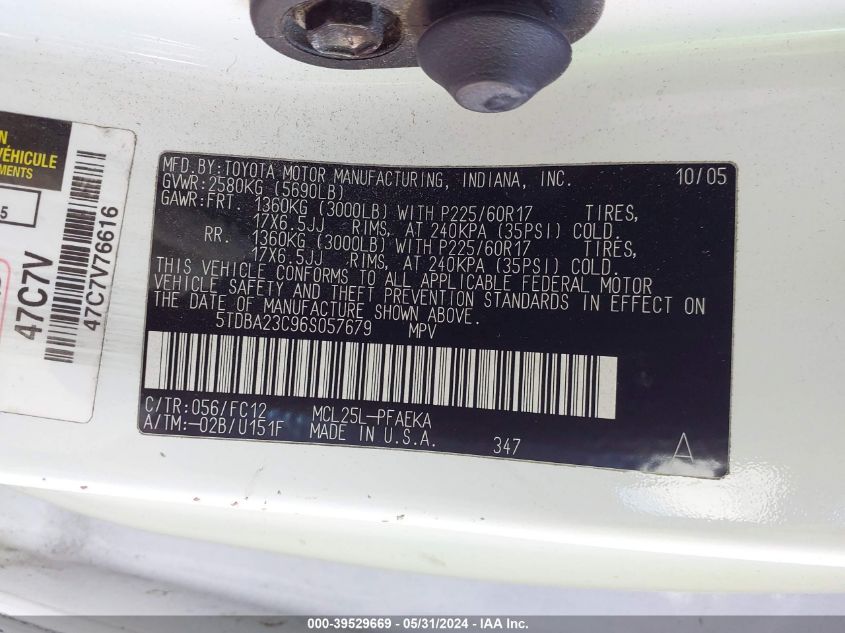 MFD.BY:TOYOTA MOTOR MANUFACTURING, INDIANA, INC. 10/05
GVWR:2580KG (5690LB)
GAWR:FRT. 1360KG (3000LB) WITH P225/60R17 TIRES,
17X6.5JJ RIMS, AT 240KPA (35PSI) COLD.
RR. 1360KG (3000LB) WITH P225/60R17 TIRES,
17X6.5JJ RIMS, AT 240KPA (35PSI) COLD.
THIS VEHICLE CONFORMS TO ALL APPLICABLE FEDERAL MOTOR
VEHICLE SAFETY AND THEFT PREVENTION STANDARDS IN EFFECT ON
THE DATE OF MANUFACTURE SHOWN ABOVE.
5TDBA23C96S057679 MPV
C/TR:056/FC12 MCL25L-PFAEKA
A/TM:-02B/U151F MADE IN U.S.A. 347 A
N
VÉHICULE
EMENTS
5
47C7V
47C7V76616
000-39529669 - 05/31/2024 - IAA Inc.